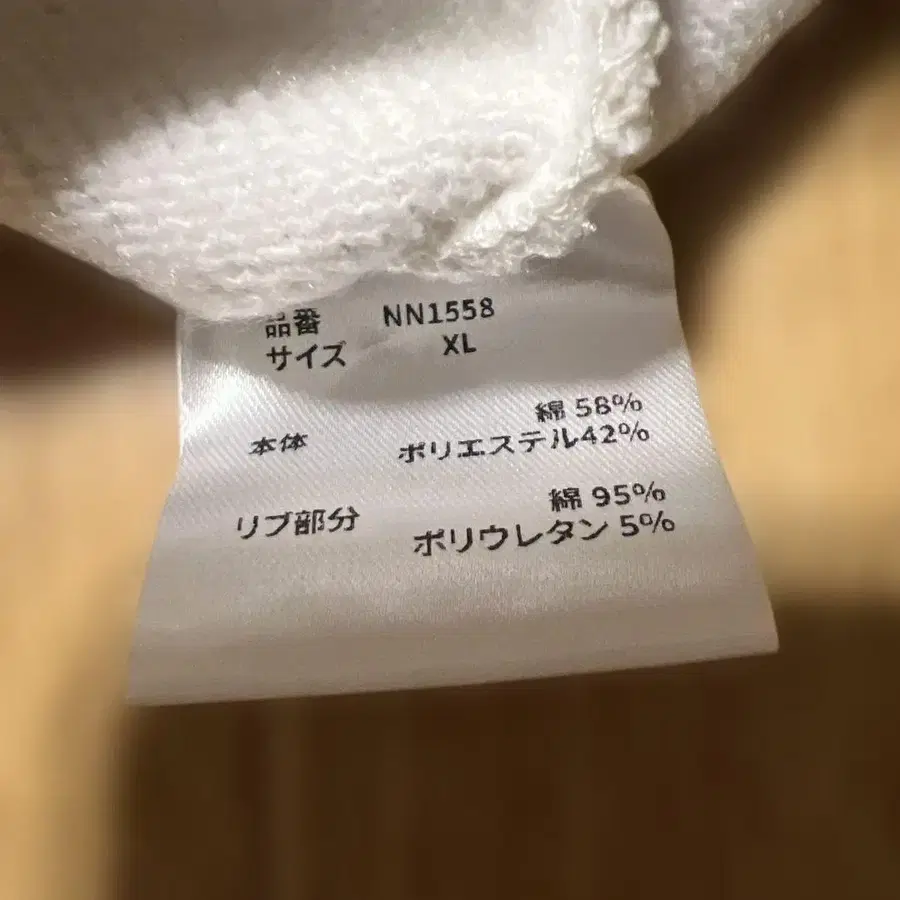 品番 NN1558
サイズ XL
綿 58%
本体 ポリエステル42%
綿 95%
リブ部分 ポリウレタン 5%